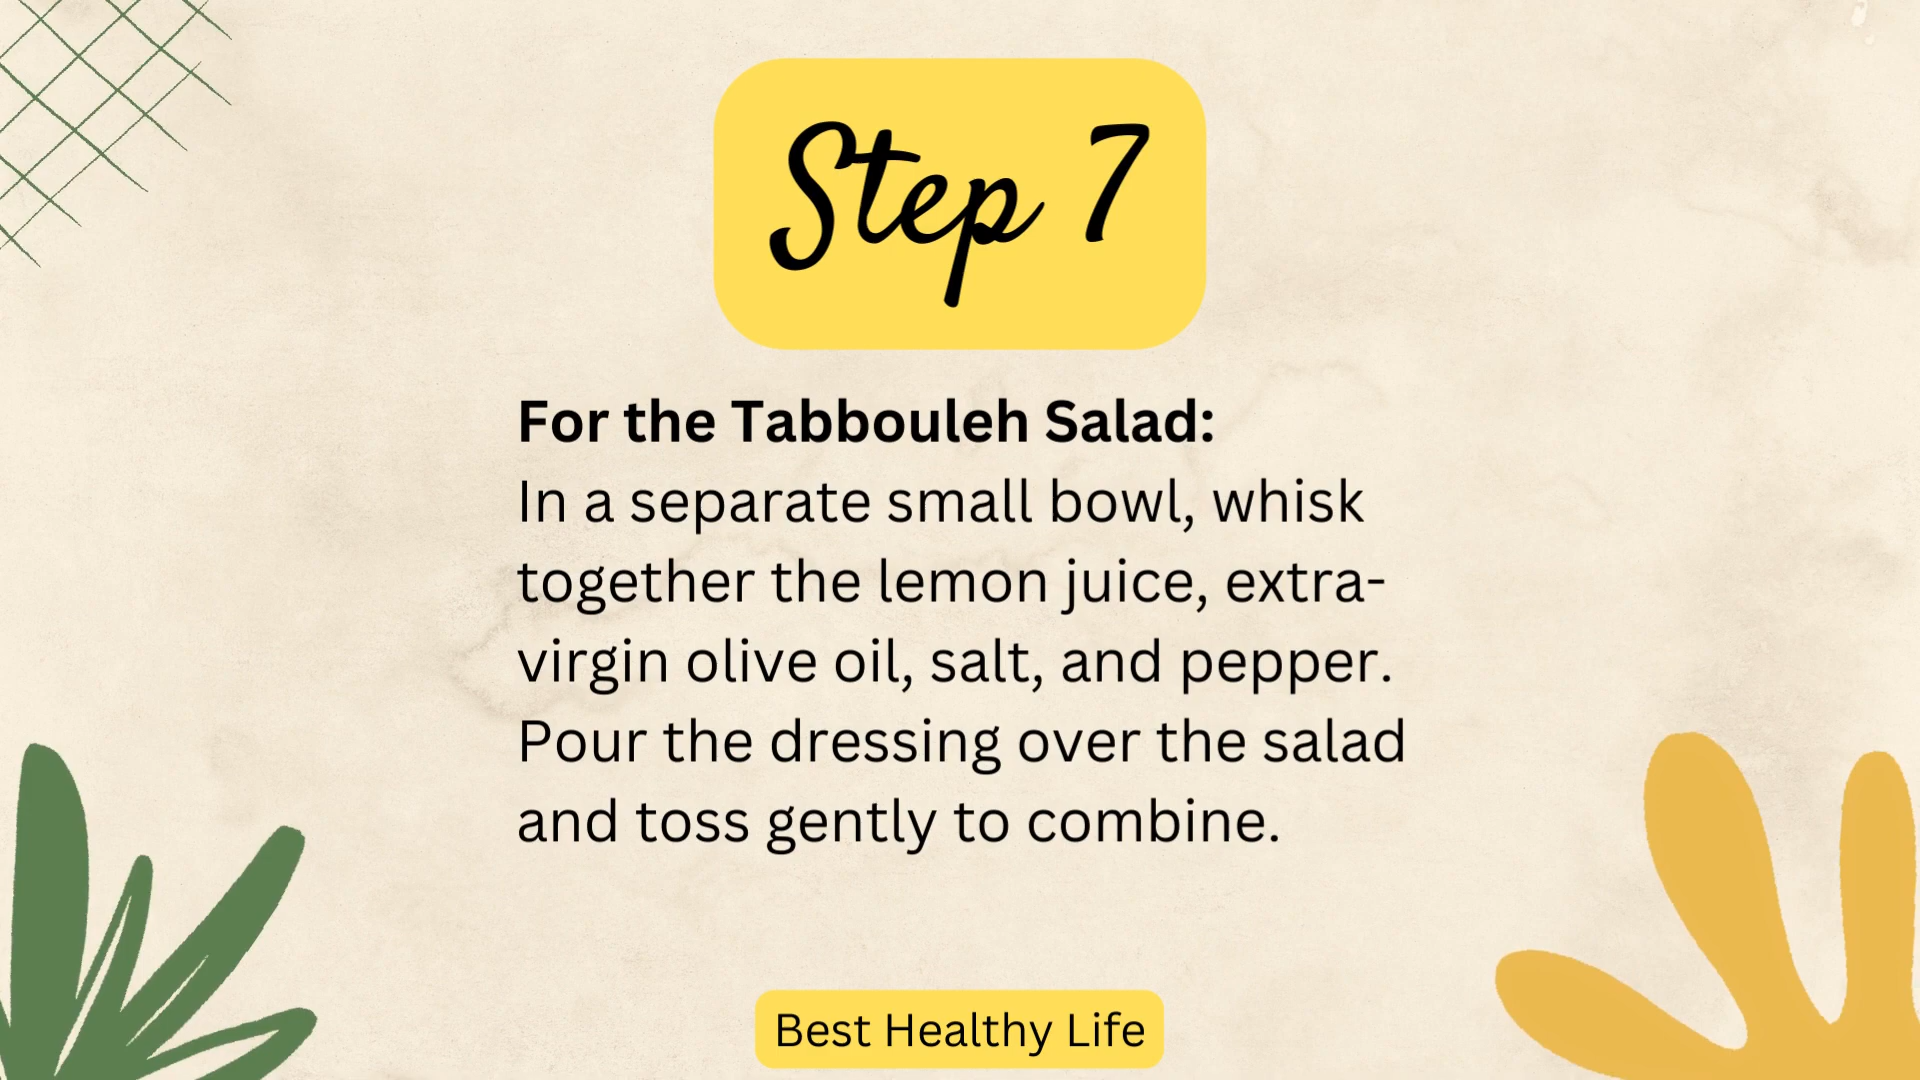 Step 7
For the Tabbouleh Salad:
In a separate small bowl, whisk
together the lemon juice, extra-
virgin olive oil, salt, and pepper.
Pour the dressing over the salad
and toss gently to combine.
Best Healthy Life